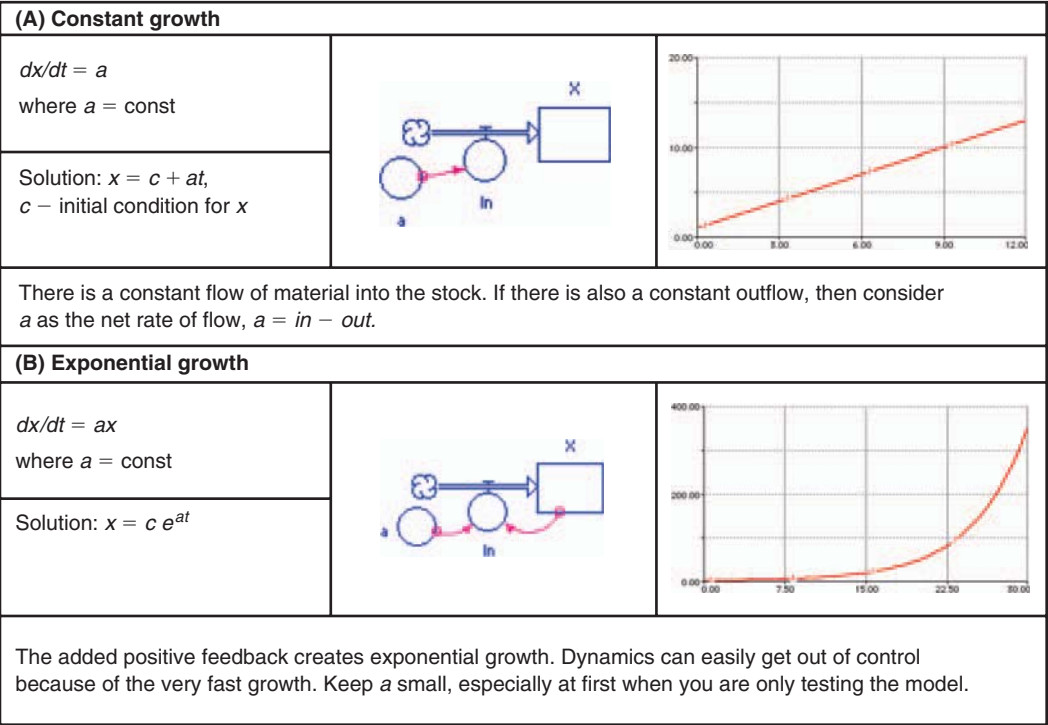 (A) Constant growth
dx/dt = a
where a = const
Solution: x = c + at,
c − initial condition for x
X
a
In
20.00
10.00
0.00
0.00
3.00
6.00
9.00
12.00
There is a constant flow of material into the stock. If there is also a constant outflow, then consider
a as the net rate of flow, a = in − out.
(B) Exponential growth
dx/dt = ax
where a = const
Solution: x = c e^at
X
a
In
400.00
200.00
0.00
0.00
7.50
15.00
22.50
30.00
The added positive feedback creates exponential growth. Dynamics can easily get out of control
because of the very fast growth. Keep a small, especially at first when you are only testing the model.